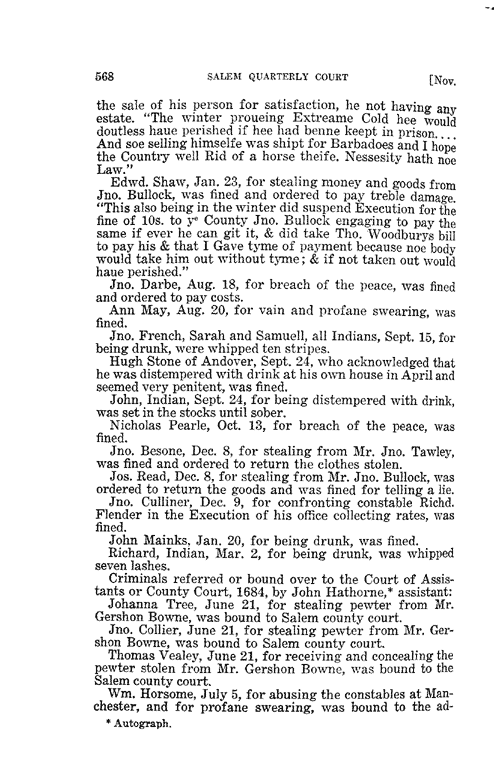 568 SALEM QUARTERLY COURT [Nov.
the sale of his person for satisfaction, he not having any
estate. "The winter proueing Extreame Cold hee would
doutless haue perished if hee had benne keept in prison....
And soe selling himselfe was shipt for Barbadoes and I hope
the Country well Rid of a horse theife. Nessesity hath noe
Law."
Edwd. Shaw, Jan. 23, for stealing money and goods from
Jno. Bullock, was fined and ordered to pay treble damage.
"This also being in the winter did suspend Execution for the
fine of 10s. to yᵉ County Jno. Bullock engaging to pay the
same if ever he can git it, & did take Tho. Woodburys bill
to pay his & that I Gave tyme of payment because noe body
would take him out without tyme; & if not taken out would
haue perished."
Jno. Darbe, Aug. 18, for breach of the peace, was fined
and ordered to pay costs.
Ann May, Aug. 20, for vain and profane swearing, was
fined.
Jno. French, Sarah and Samuell, all Indians, Sept. 15, for
being drunk, were whipped ten stripes.
Hugh Stone of Andover, Sept. 24, who acknowledged that
he was distempered with drink at his own house in April and
seemed very penitent, was fined.
John, Indian, Sept. 24, for being distempered with drink,
was set in the stocks until sober.
Nicholas Pearle, Oct. 13, for breach of the peace, was
fined.
Jno. Besone, Dec. 8, for stealing from Mr. Jno. Tawley,
was fined and ordered to return the clothes stolen.
Jos. Read, Dec. 8, for stealing from Mr. Jno. Bullock, was
ordered to return the goods and was fined for telling a lie.
Jno. Culliner, Dec. 9, for confronting constable Richd.
Flender in the Execution of his office collecting rates, was
fined.
John Mainks, Jan. 20, for being drunk, was fined.
Richard, Indian, Mar. 2, for being drunk, was whipped
seven lashes.
Criminals referred or bound over to the Court of Assis-
tants or County Court, 1684, by John Hathorne,* assistant:
Johanna Tree, June 21, for stealing pewter from Mr.
Gershon Bowne, was bound to Salem county court.
Jno. Collier, June 21, for stealing pewter from Mr. Ger-
shon Bowne, was bound to Salem county court.
Thomas Vealey, June 21, for receiving and concealing the
pewter stolen from Mr. Gershon Bowne, was bound to the
Salem county court.
Wm. Horsome, July 5, for abusing the constables at Man-
chester, and for profane swearing, was bound to the ad-
* Autograph.